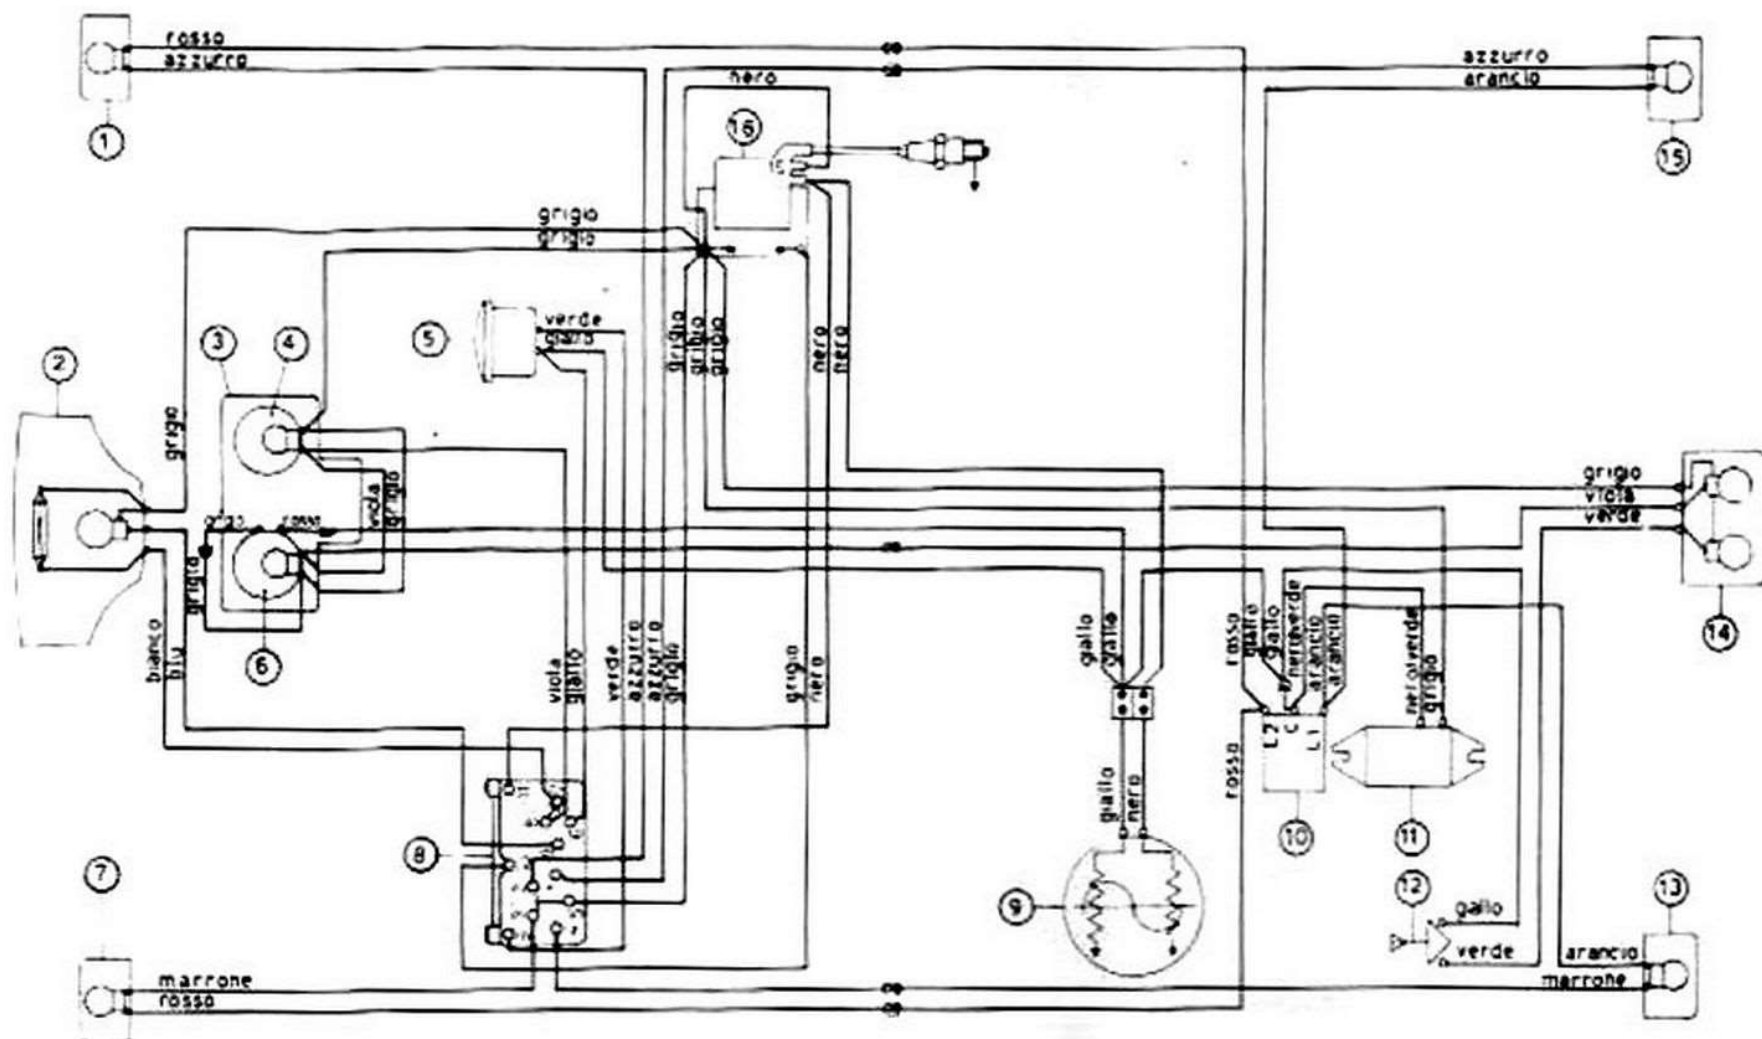 rosso
azzurro
1
nero
16
azzurro
arancio
15
grigio
grigio
verde
5
3
4
2
grigio
grigio
grigio
nero
nero
grigio
viola
grigio
rosso
grigio
6
bianco
blu
viola
giallo
verde
azzurro
azzurro
grigio
grigio
nero
grigio
viola
verde
14
giallo
giallo
rosso
giallo
giallo
nero/verde
arancio
arancio
nero/verde
grigio
L2
C
L1
rosso
giallo
nero
10
11
12
gallo
verde
13
arancio
marrone
8
7
9
marrone
rosso